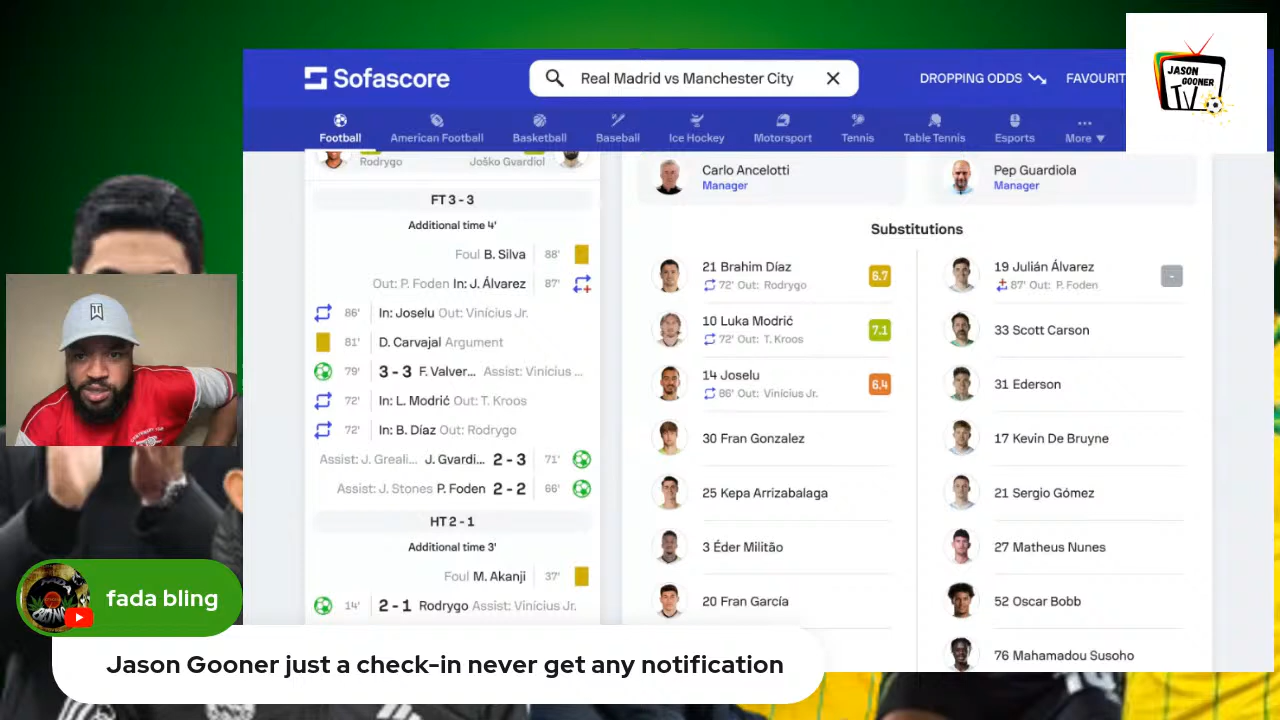 Sofascore
Real Madrid vs Manchester City
DROPPING ODDS
FAVOURIT
JASON
GOONER
TV
Football
American Football
Basketball
Baseball
Ice Hockey
Motorsport
Tennis
Table Tennis
Esports
More
Rodrygo
Joško Gvardiol
FT 3 - 3
Additional time 4'
Foul B. Silva 88'
Out: P. Foden In: J. Álvarez 87'
86' In: Joselu Out: Vinícius Jr.
81' D. Carvajal Argument
79' 3 - 3 F. Valver... Assist: Vinícius ...
72' In: L. Modrić Out: T. Kroos
72' In: B. Díaz Out: Rodrygo
Assist: J. Greali... J. Gvardi... 2 - 3 71'
Assist: J. Stones P. Foden 2 - 2 66'
HT 2 - 1
Additional time 3'
Foul M. Akanji 37'
14' 2 - 1 Rodrygo Assist: Vinícius Jr.
Carlo Ancelotti
Manager
Pep Guardiola
Manager
Substitutions
21 Brahim Díaz
72' Out: Rodrygo
6.7
10 Luka Modrić
72' Out: T. Kroos
7.1
14 Joselu
86' Out: Vinícius Jr.
6.4
30 Fran Gonzalez
25 Kepa Arrizabalaga
3 Éder Militão
20 Fran García
19 Julián Álvarez
87' Out: P. Foden
-
33 Scott Carson
31 Ederson
17 Kevin De Bruyne
21 Sergio Gómez
27 Matheus Nunes
52 Oscar Bobb
76 Mahamadou Susoho
fada bling
Jason Gooner just a check-in never get any notification